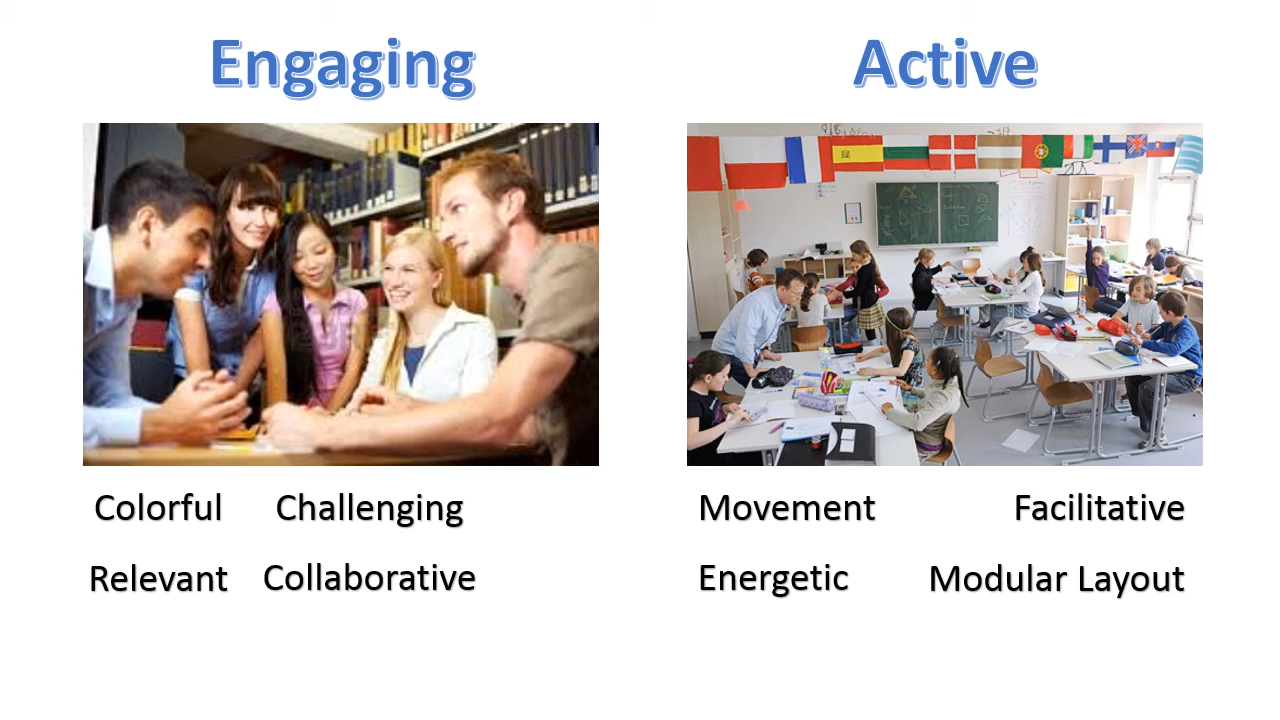 Engaging
Active
Colorful Challenging
Relevant Collaborative
Movement Facilitative
Energetic Modular Layout